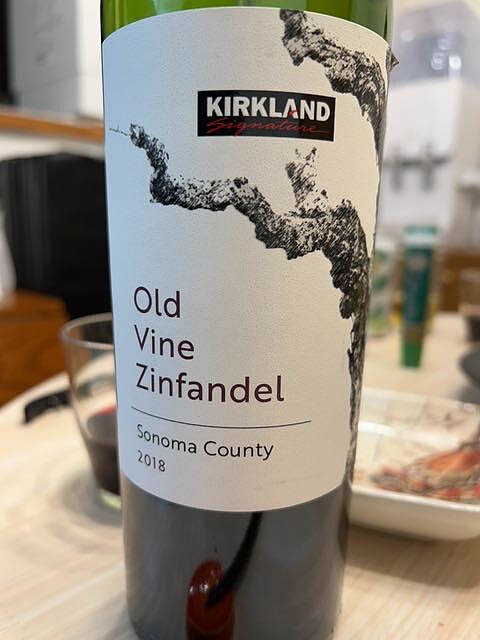 KIRKLAND
Signature
Old
Vine
Zinfandel
Sonoma County
2018